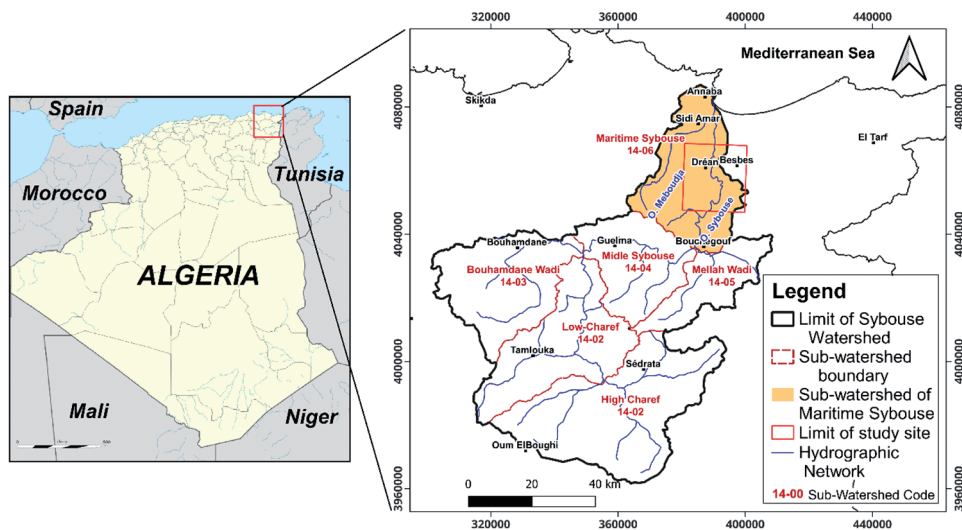 Spain
Morocco
Tunisia
ALGERIA
Mali
Niger
320000
360000
400000
440000
4080000
4040000
4000000
3960000
Mediterranean Sea
Skikda
Annaba
Sidi Amar
Maritime Sybouse
14-06
El Tarf
Dréan
Besbes
O. Meboudja
O. Sybouse
Bouchegouf
Bouhamdane
Guelma
Midle Sybouse
14-04
Bouhamdane Wadi
14-03
Mellah Wadi
14-05
Low-Charef
14-02
Tamlouka
Sédrata
High Charef
14-02
Oum ElBoughi
0
20
40 km
320000
360000
400000
440000
Legend
Limit of Sybouse
Watershed
Sub-watershed
boundary
Sub-watershed of
Maritime Sybouse
Limit of study site
Hydrographic
Network
14-00 Sub-Watershed Code